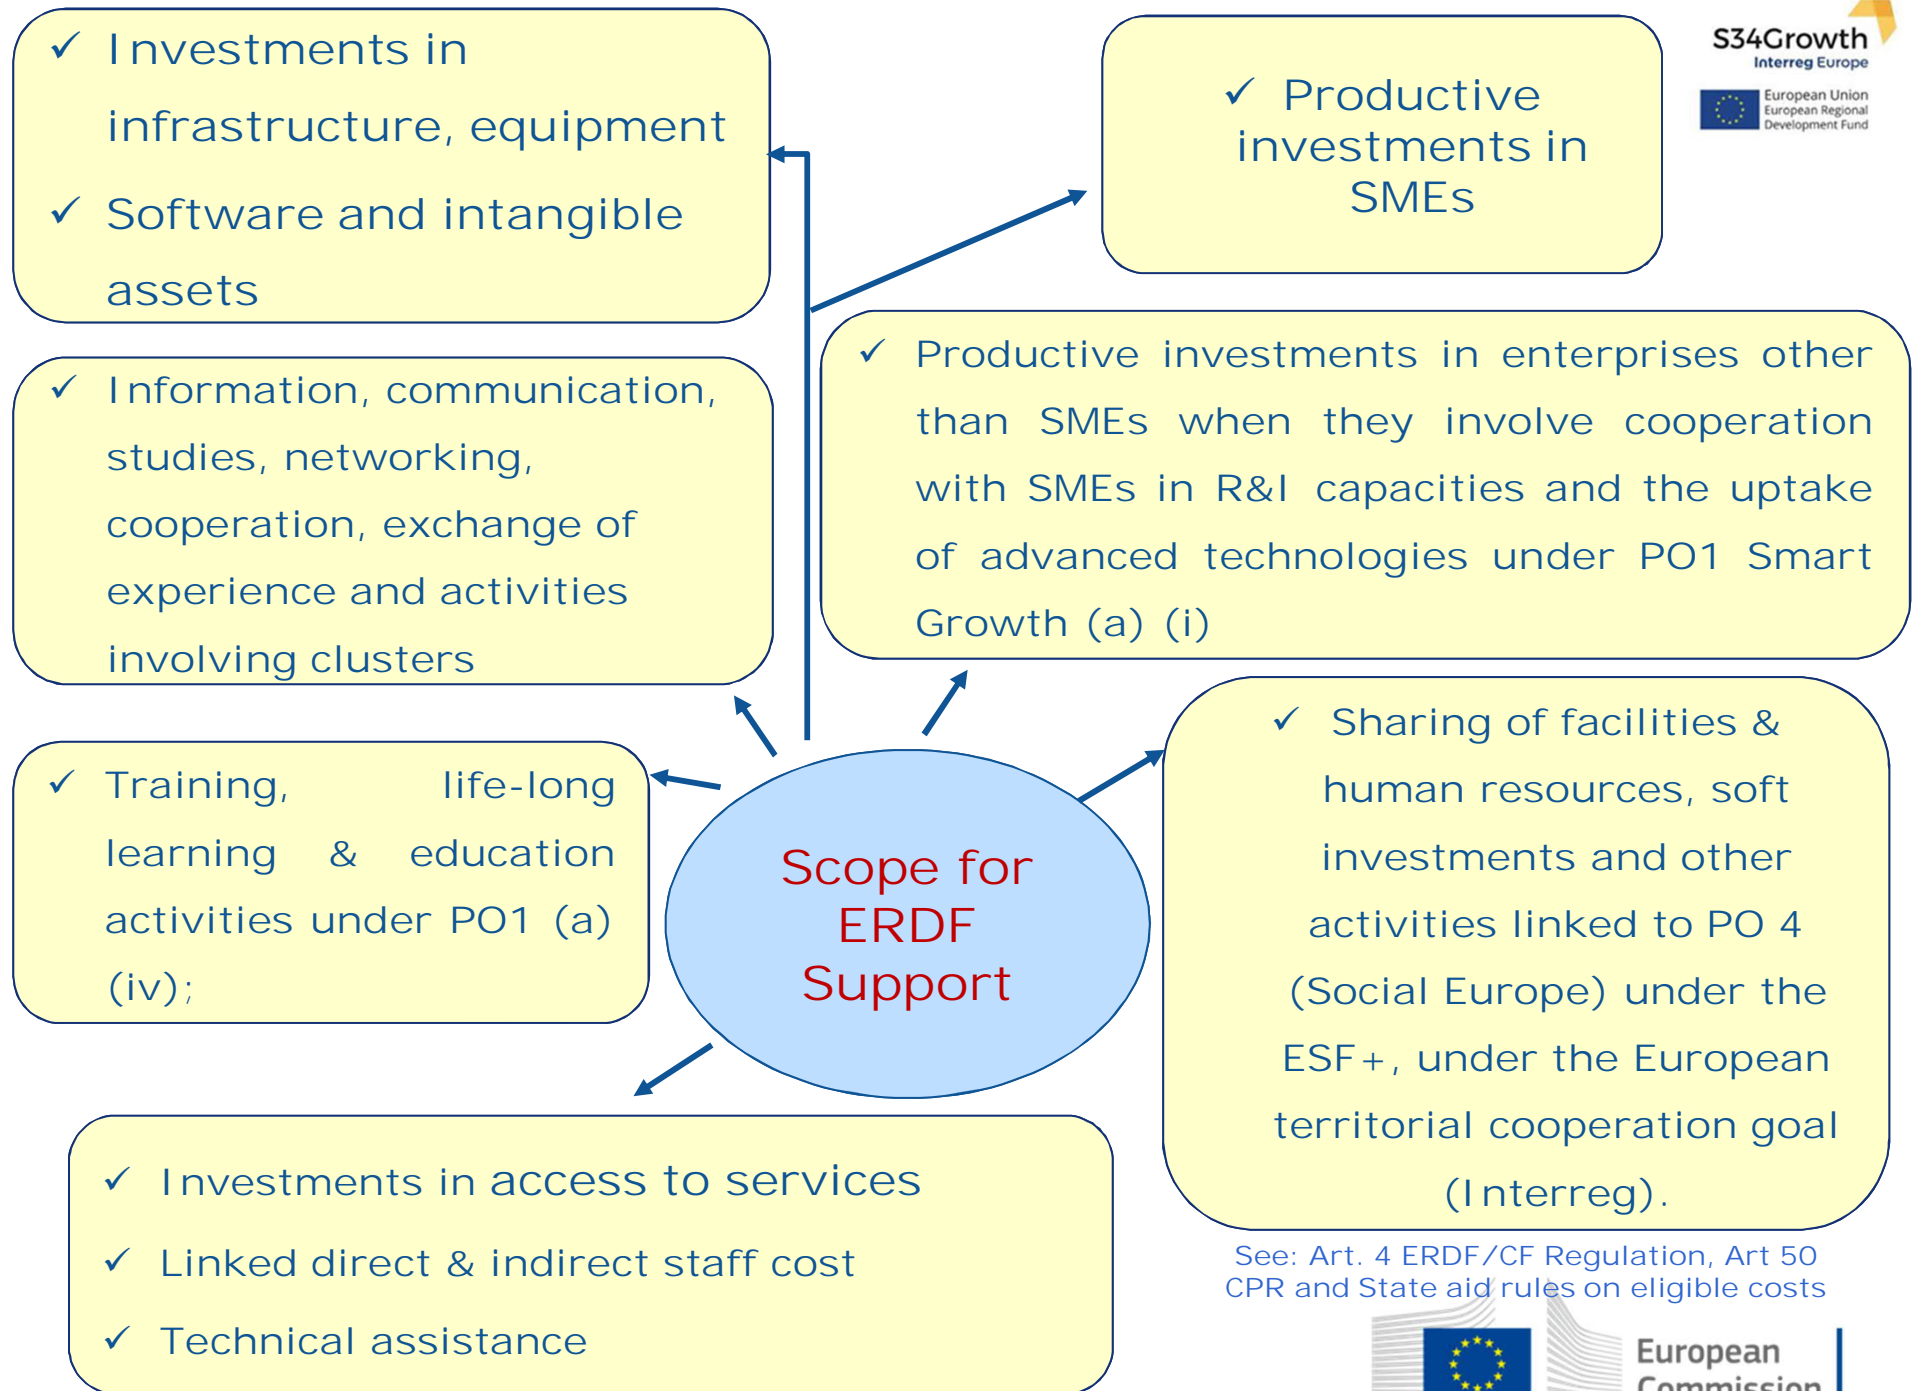 ✓ Investments in
infrastructure, equipment
✓ Software and intangible
assets
✓ Productive
investments in
SMEs
S34Growth
Interreg Europe
European Union
European Regional
Development Fund
✓ Information, communication,
studies, networking,
cooperation, exchange of
experience and activities
involving clusters
✓ Productive investments in enterprises other
than SMEs when they involve cooperation
with SMEs in R&I capacities and the uptake
of advanced technologies under PO1 Smart
Growth (a) (i)
✓ Training, life-long
learning & education
activities under PO1 (a)
(iv);
Scope for
ERDF
Support
✓ Sharing of facilities &
human resources, soft
investments and other
activities linked to PO 4
(Social Europe) under the
ESF+, under the European
territorial cooperation goal
(Interreg).
✓ Investments in access to services
✓ Linked direct & indirect staff cost
✓ Technical assistance
See: Art. 4 ERDF/CF Regulation, Art 50
CPR and State aid rules on eligible costs
European
Commission